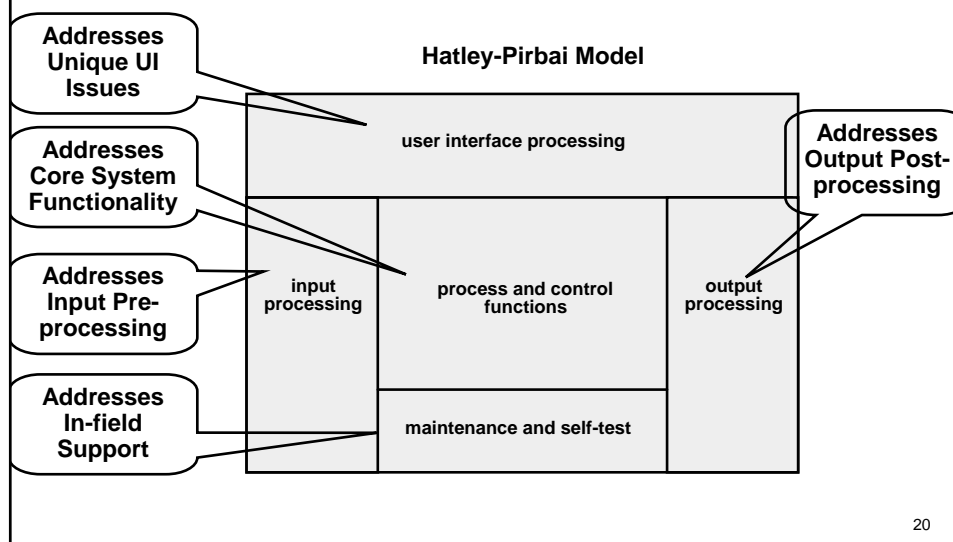 Hatley-Pirbai Model
Addresses
Unique UI
Issues
Addresses
Core System
Functionality
Addresses
Input Pre-
processing
Addresses
In-field
Support
user interface processing
input
processing
process and control
functions
output
processing
maintenance and self-test
Addresses
Output Post-
processing
20